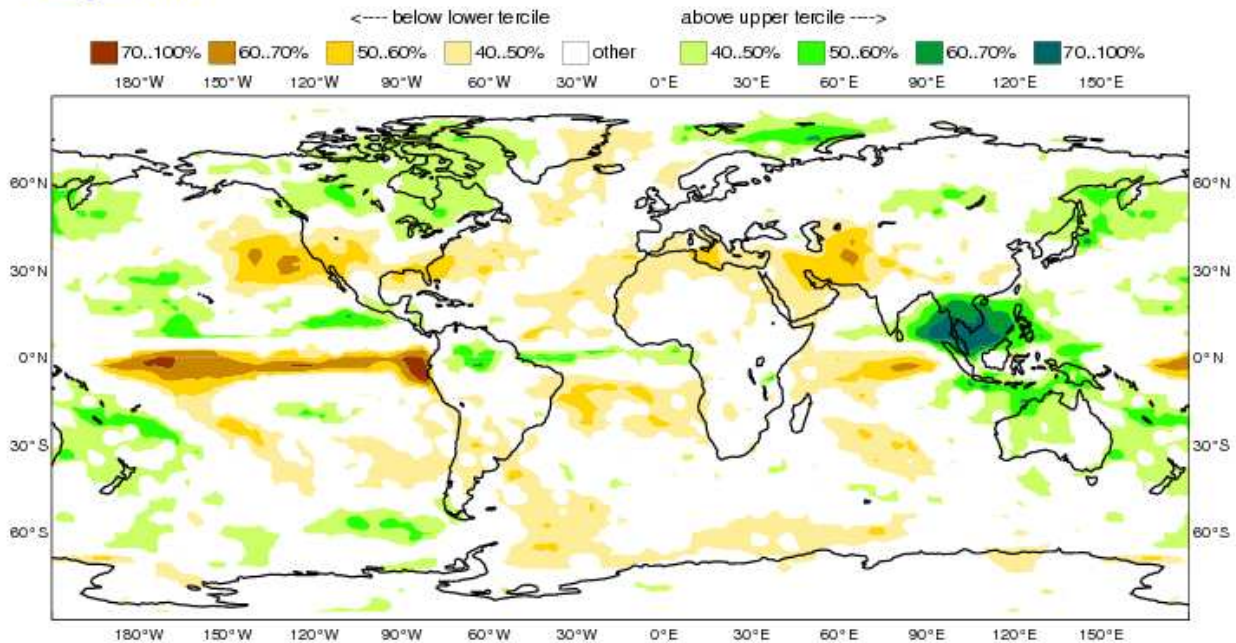 <---- below lower tercile above upper tercile ---->
70..100% 60..70% 50..60% 40..50% other 40..50% 50..60% 60..70% 70..100%
180°W 150°W 120°W 90°W 60°W 30°W 0°E 30°E 60°E 90°E 120°E 150°E
60°N 60°N
30°N 30°N
0°N 0°N
30°S 30°S
60°S 60°S
180°W 150°W 120°W 90°W 60°W 30°W 0°E 30°E 60°E 90°E 120°E 150°E